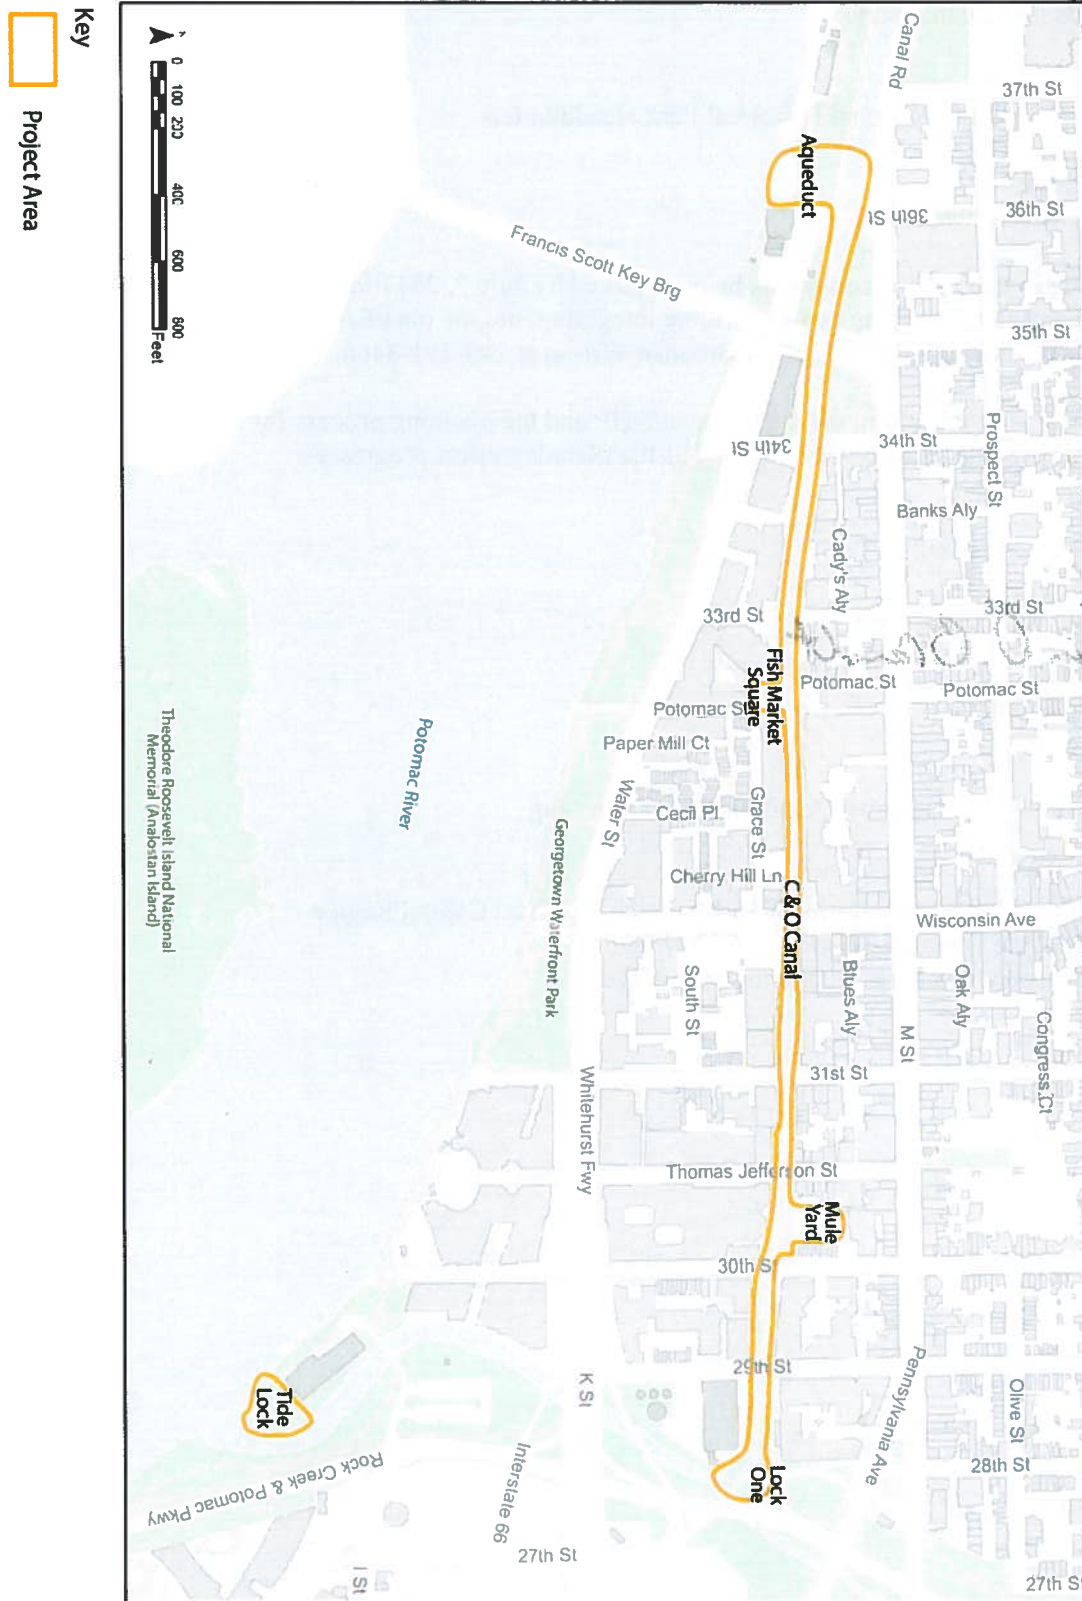 Key
Project Area
0 100 200 400 600 800
Feet
Canal Rd
37th St
36th St
36th St
35th St
34th St
34th St
Prospect St
Banks Aly
Cady's Aly
33rd St
33rd St
Potomac St
Potomac St
Potomac St
Aqueduct
Francis Scott Key Brg
Fish Market
Square
Paper Mill Ct
Water St
Cecil Pl
Grace St
Cherry Hill Ln
C & O Canal
Wisconsin Ave
Blues Aly
Oak Aly
M St
Congress Ct
South St
31st St
Georgetown Waterfront Park
Potomac River
Theodore Roosevelt Island National
Memorial (Analostan Island)
Whitehurst Fwy
Thomas Jefferson St
Mule
Yard
30th St
29th St
K St
Pennsylvania Ave
Olive St
28th St
Lock
One
Tide
Lock
Rock Creek & Potomac Pkwy
Interstate 66
27th St
27th St
I St